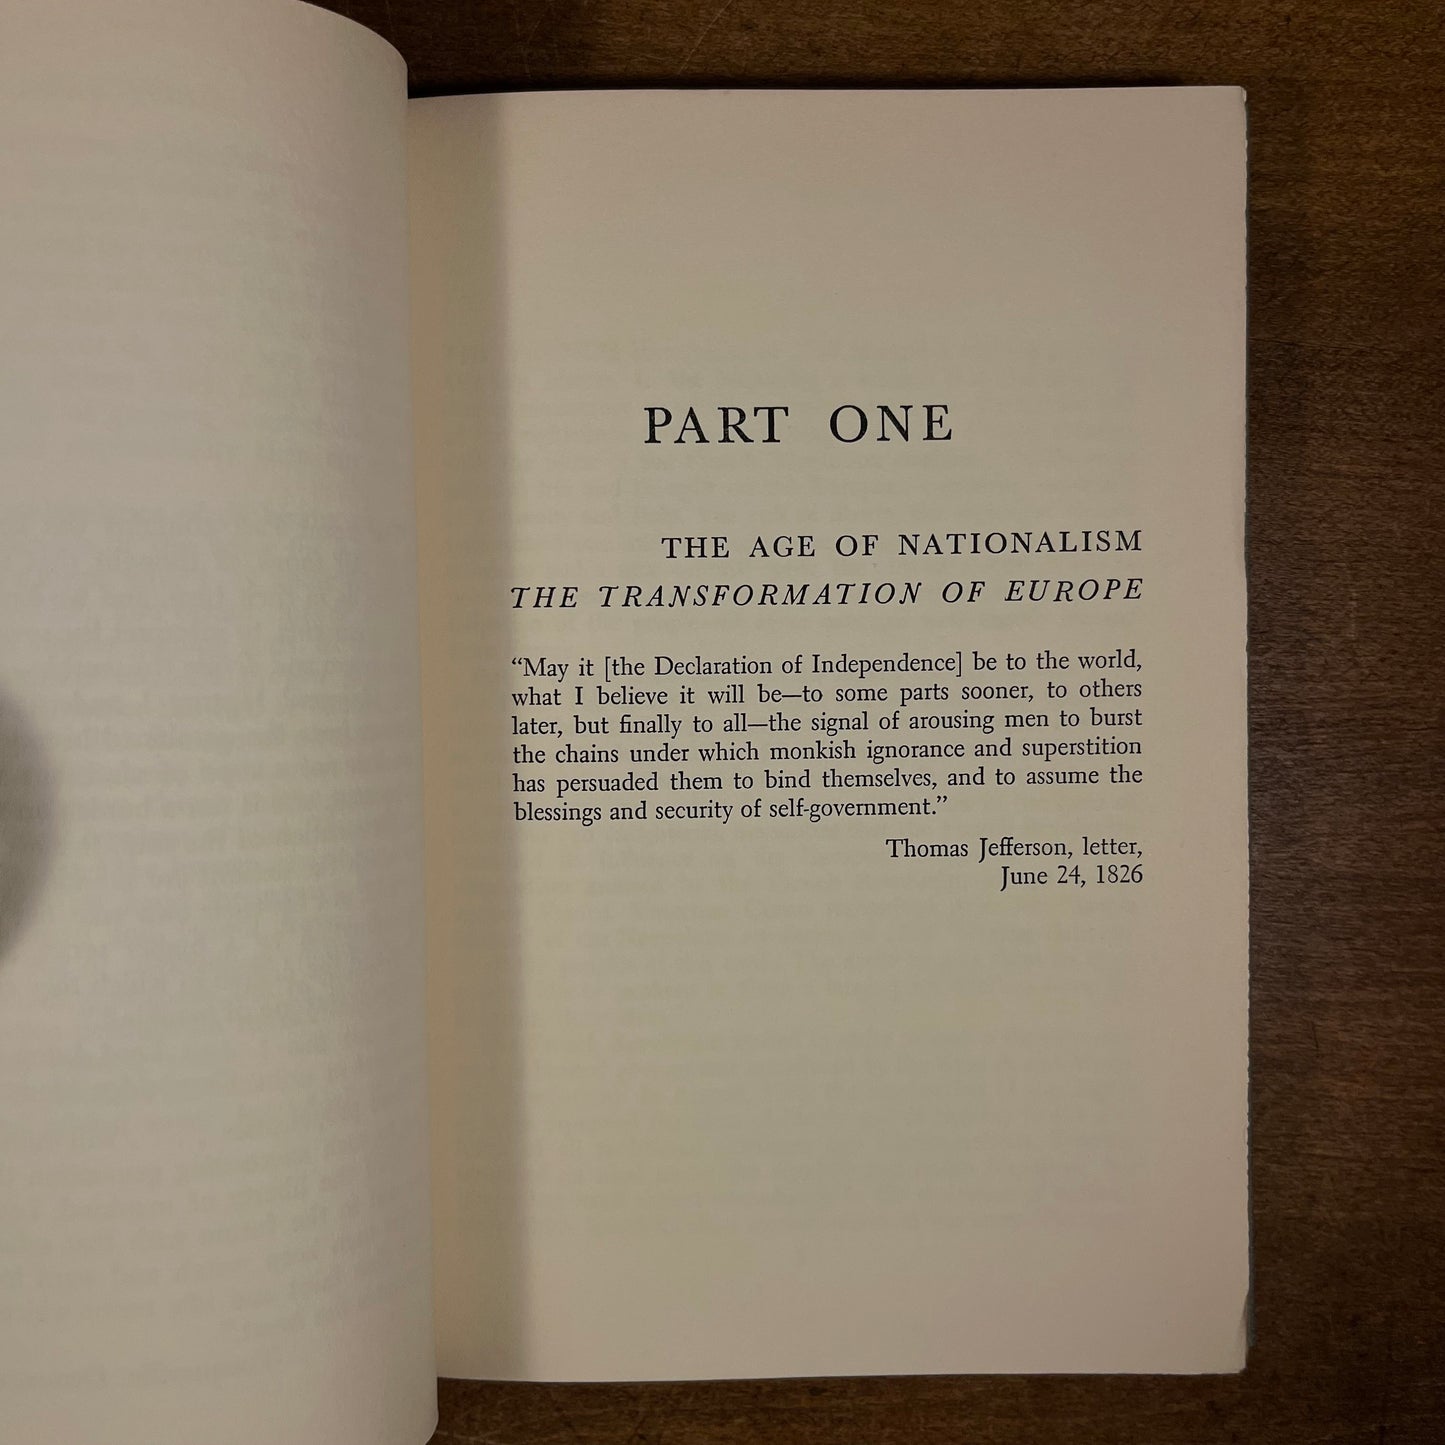 PART ONE
THE AGE OF NATIONALISM
THE TRANSFORMATION OF EUROPE
“May it [the Declaration of Independence] be to the world,
what I believe it will be—to some parts sooner, to others
later, but finally to all—the signal of arousing men to burst
the chains under which monkish ignorance and superstition
has persuaded them to bind themselves, and to assume the
blessings and security of self-government.”
Thomas Jefferson, letter,
June 24, 1826